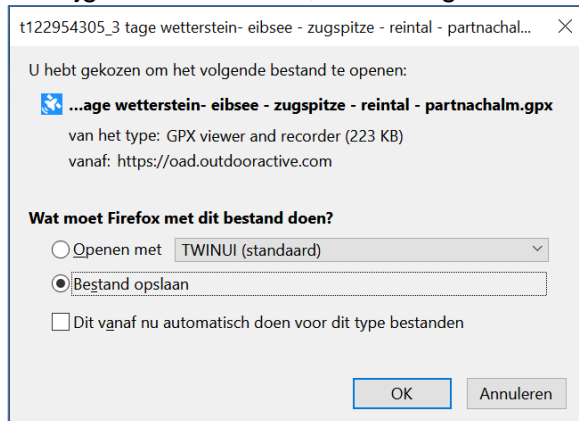 t122954305_3 tage wetterstein- eibsee - zugspitze - reintal - partnachal...
U hebt gekozen om het volgende bestand te openen:
...age wetterstein- eibsee - zugspitze - reintal - partnachalm.gpx
van het type: GPX viewer and recorder (223 KB)
vanaf: https://oad.outdooractive.com
Wat moet Firefox met dit bestand doen?
Openen met TWINUI (standaard)
Bestand opslaan
Dit vanaf nu automatisch doen voor dit type bestanden
OK Annuleren